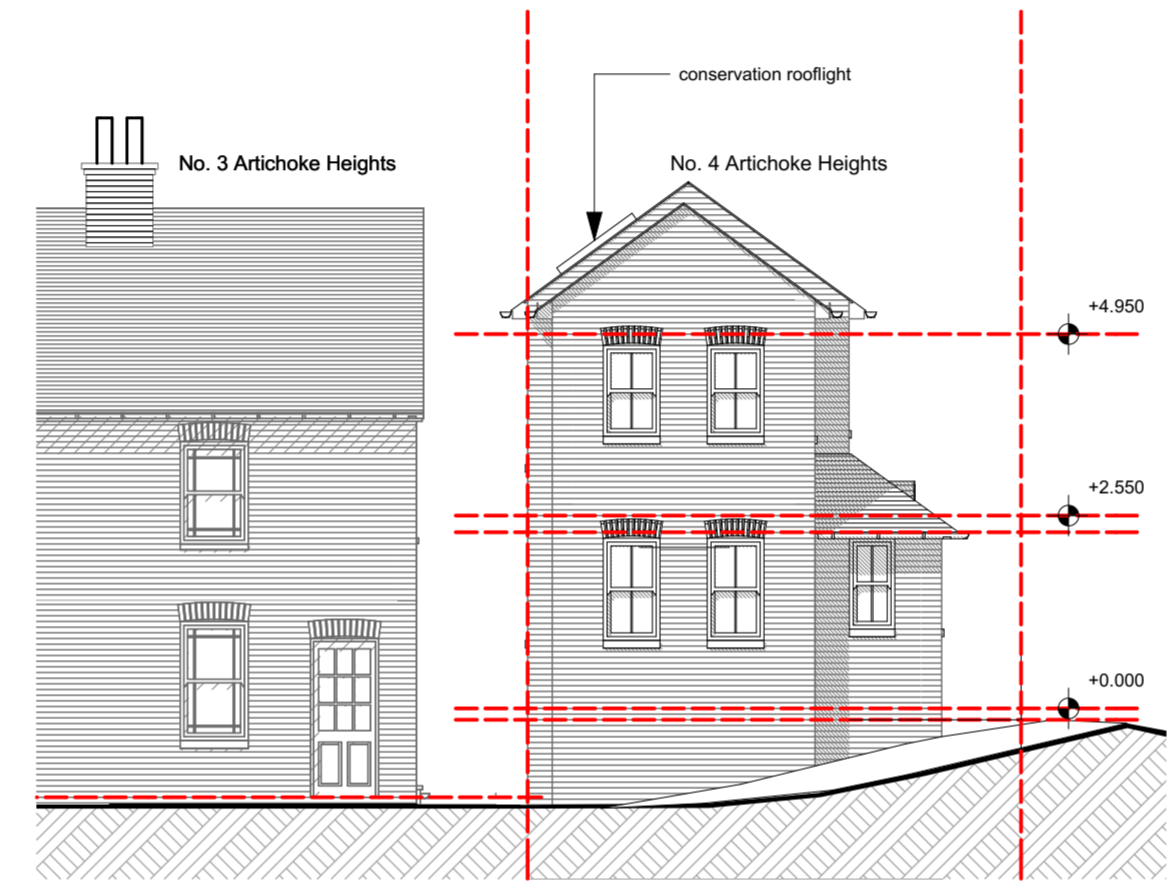 conservation rooflight
No. 3 Artichoke Heights
No. 4 Artichoke Heights
+4.950
+2.550
+0.000